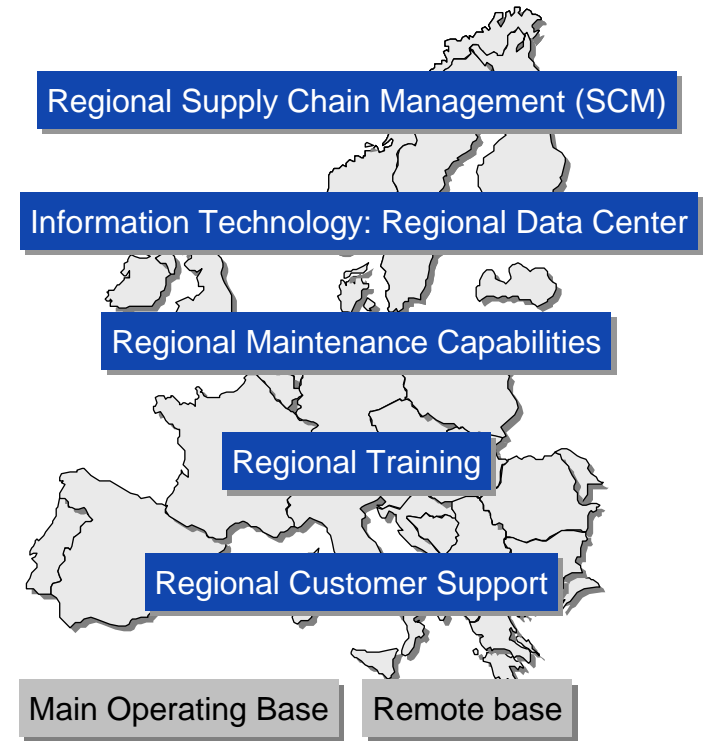 Regional Supply Chain Management (SCM)
Information Technology: Regional Data Center
Regional Maintenance Capabilities
Regional Training
Regional Customer Support
Main Operating Base
Remote base